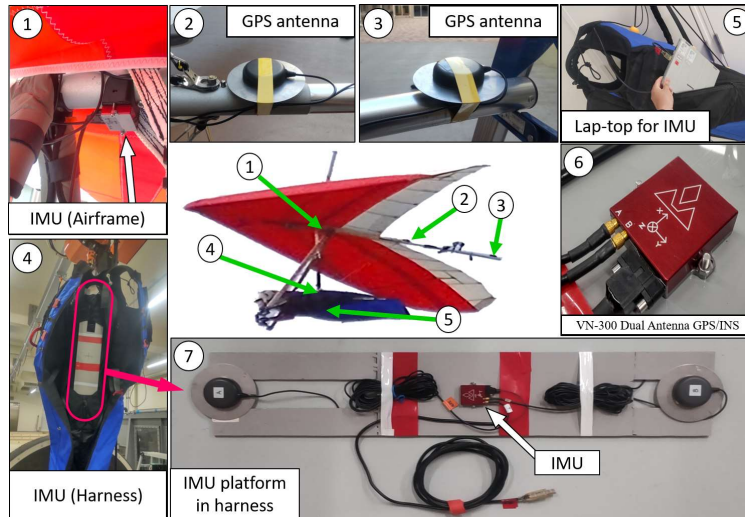 1
IMU (Airframe)
2
GPS antenna
3
GPS antenna
5
Lap-top for IMU
1
2
3
4
5
6
A
B
X
Y
Z
VN-300 Dual Antenna GPS/INS
4
IMU (Harness)
7
A
B
IMU
IMU platform
in harness